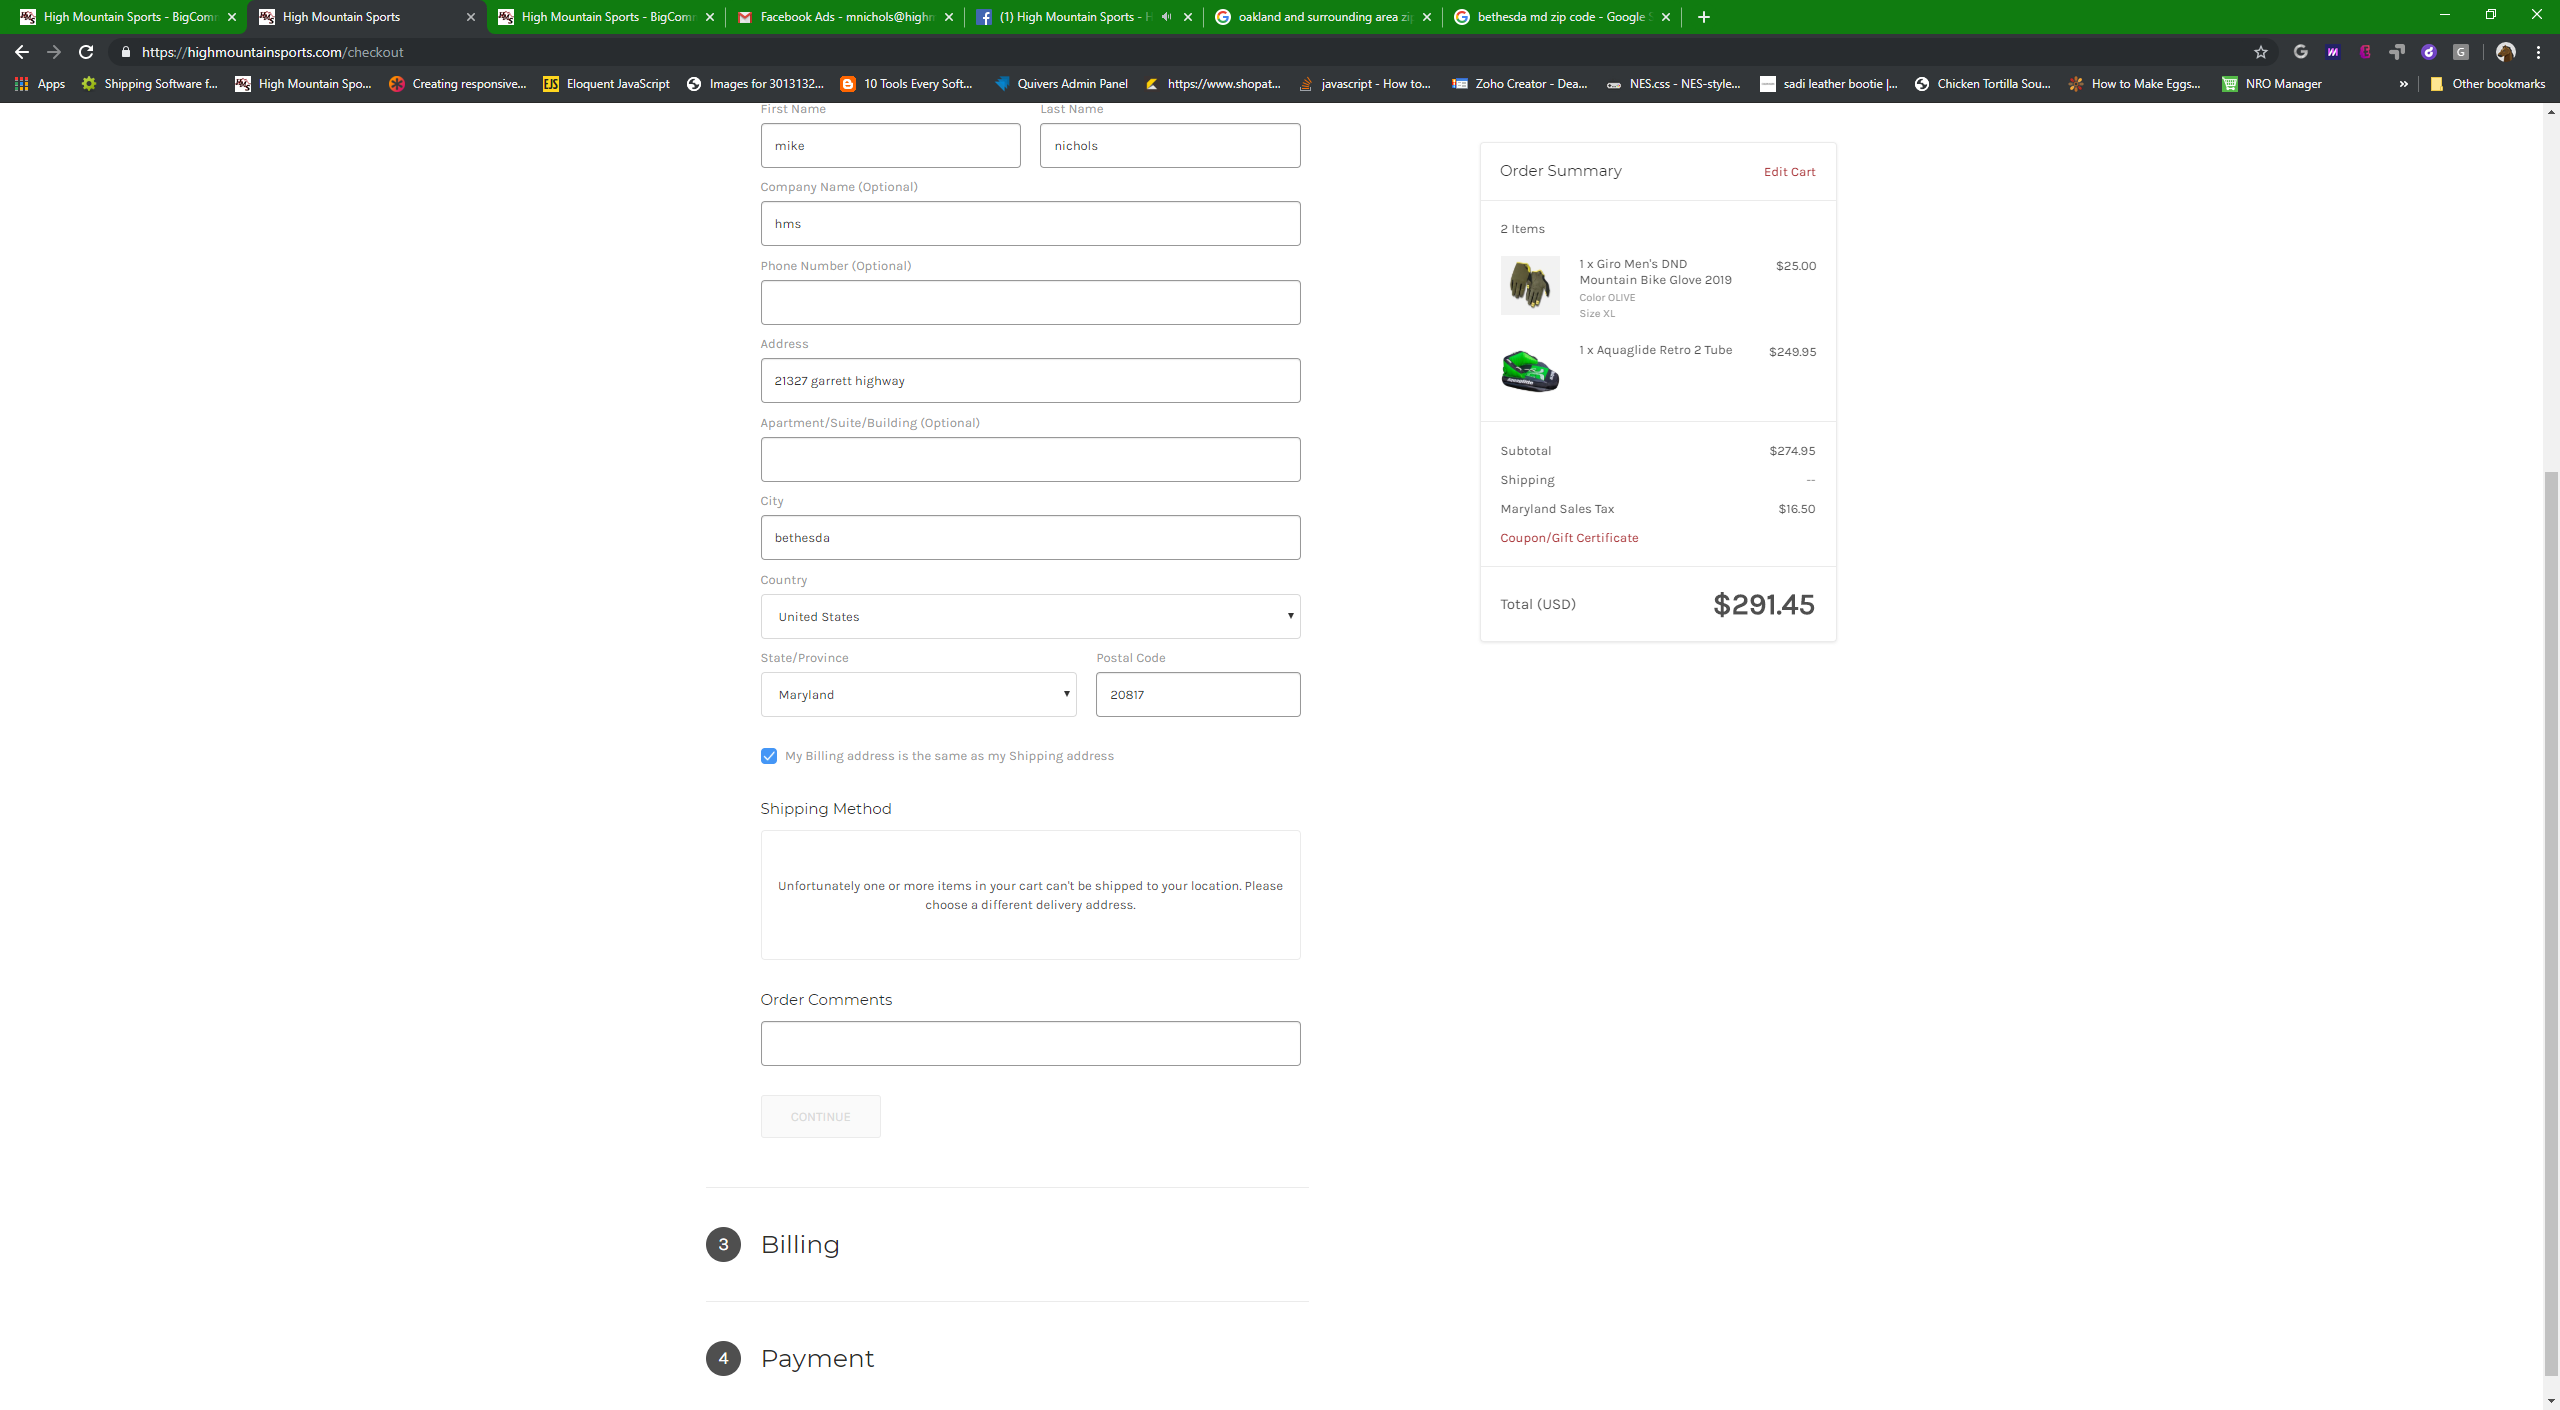 High Mountain Sports - BigComm
High Mountain Sports
High Mountain Sports - BigComm
Facebook Ads - mnichols@highm
(1) High Mountain Sports - H
oakland and surrounding area zip
bethesda md zip code - Google S
https://highmountainsports.com/checkout
Apps
Shipping Software f...
High Mountain Spo...
Creating responsive...
EJS
Eloquent JavaScript
Images for 3013132...
10 Tools Every Soft...
Quivers Admin Panel
https://www.shopat...
javascript - How to...
Zoho Creator - Dea...
NES.css - NES-style...
sadi leather bootie |...
Chicken Tortilla Sou...
How to Make Eggs...
NRO Manager
»
Other bookmarks
First Name
Last Name
mike
nichols
Company Name (Optional)
hms
Phone Number (Optional)
Address
21327 garrett highway
Apartment/Suite/Building (Optional)
City
bethesda
Country
United States
State/Province
Postal Code
Maryland
20817
My Billing address is the same as my Shipping address
Shipping Method
Unfortunately one or more items in your cart can't be shipped to your location. Please
choose a different delivery address.
Order Comments
CONTINUE
3 Billing
4 Payment
Order Summary
Edit Cart
2 Items
1 x Giro Men's DND $25.00
Mountain Bike Glove 2019
Color OLIVE
Size XL
1 x Aquaglide Retro 2 Tube $249.95
Subtotal $274.95
Shipping --
Maryland Sales Tax $16.50
Coupon/Gift Certificate
Total (USD) $291.45